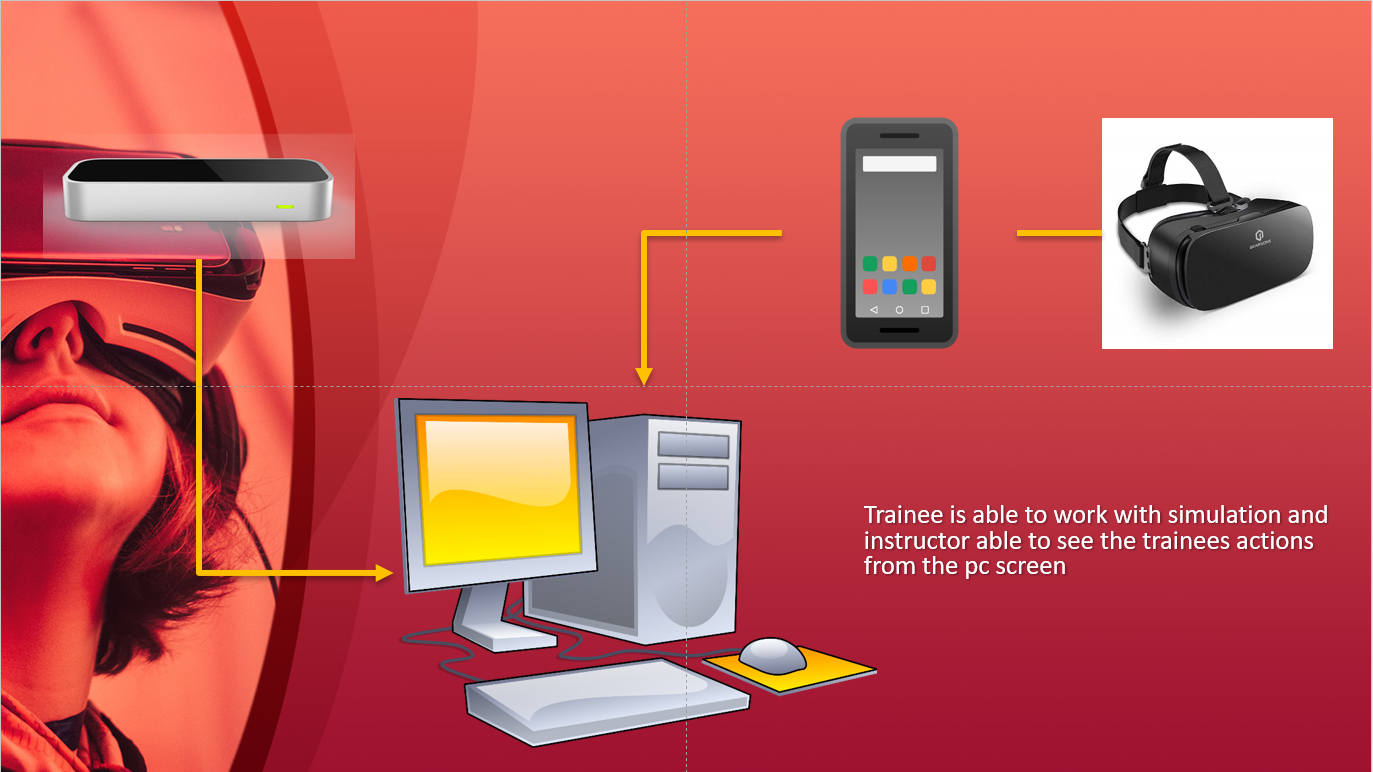 Trainee is able to work with simulation and
instructor able to see the trainees actions
from the pc screen